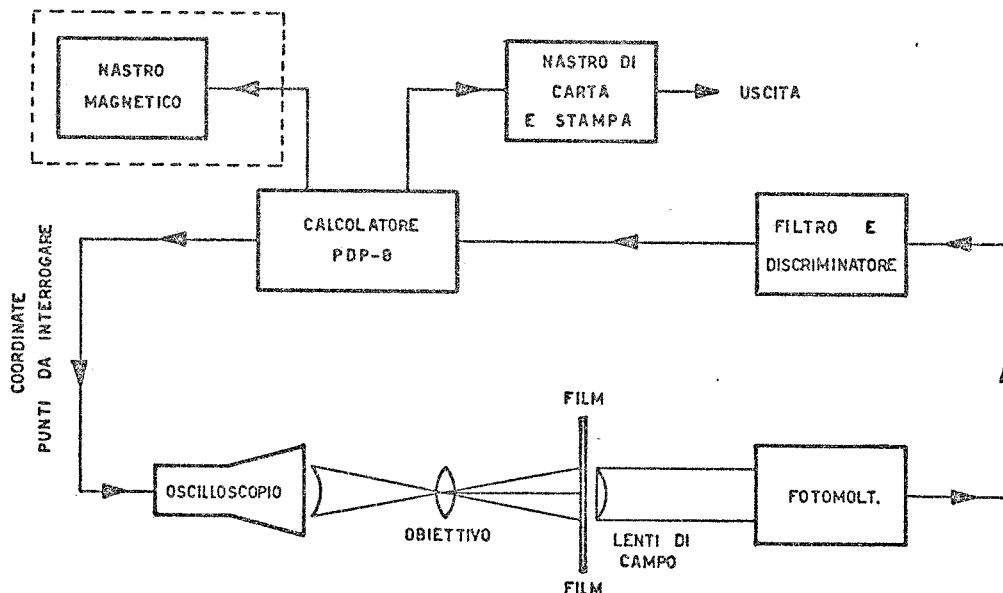 NASTRO
MAGNETICO
NASTRO DI
CARTA
E STAMPA
USCITA
CALCOLATORE
PDP-8
FILTRO E
DISCRIMINATORE
COORDINATE
PUNTI DA INTERROGARE
FILM
OSCILLOSCOPIO
OBIETTIVO
LENTI DI
CAMPO
FOTOMOLT.
FILM